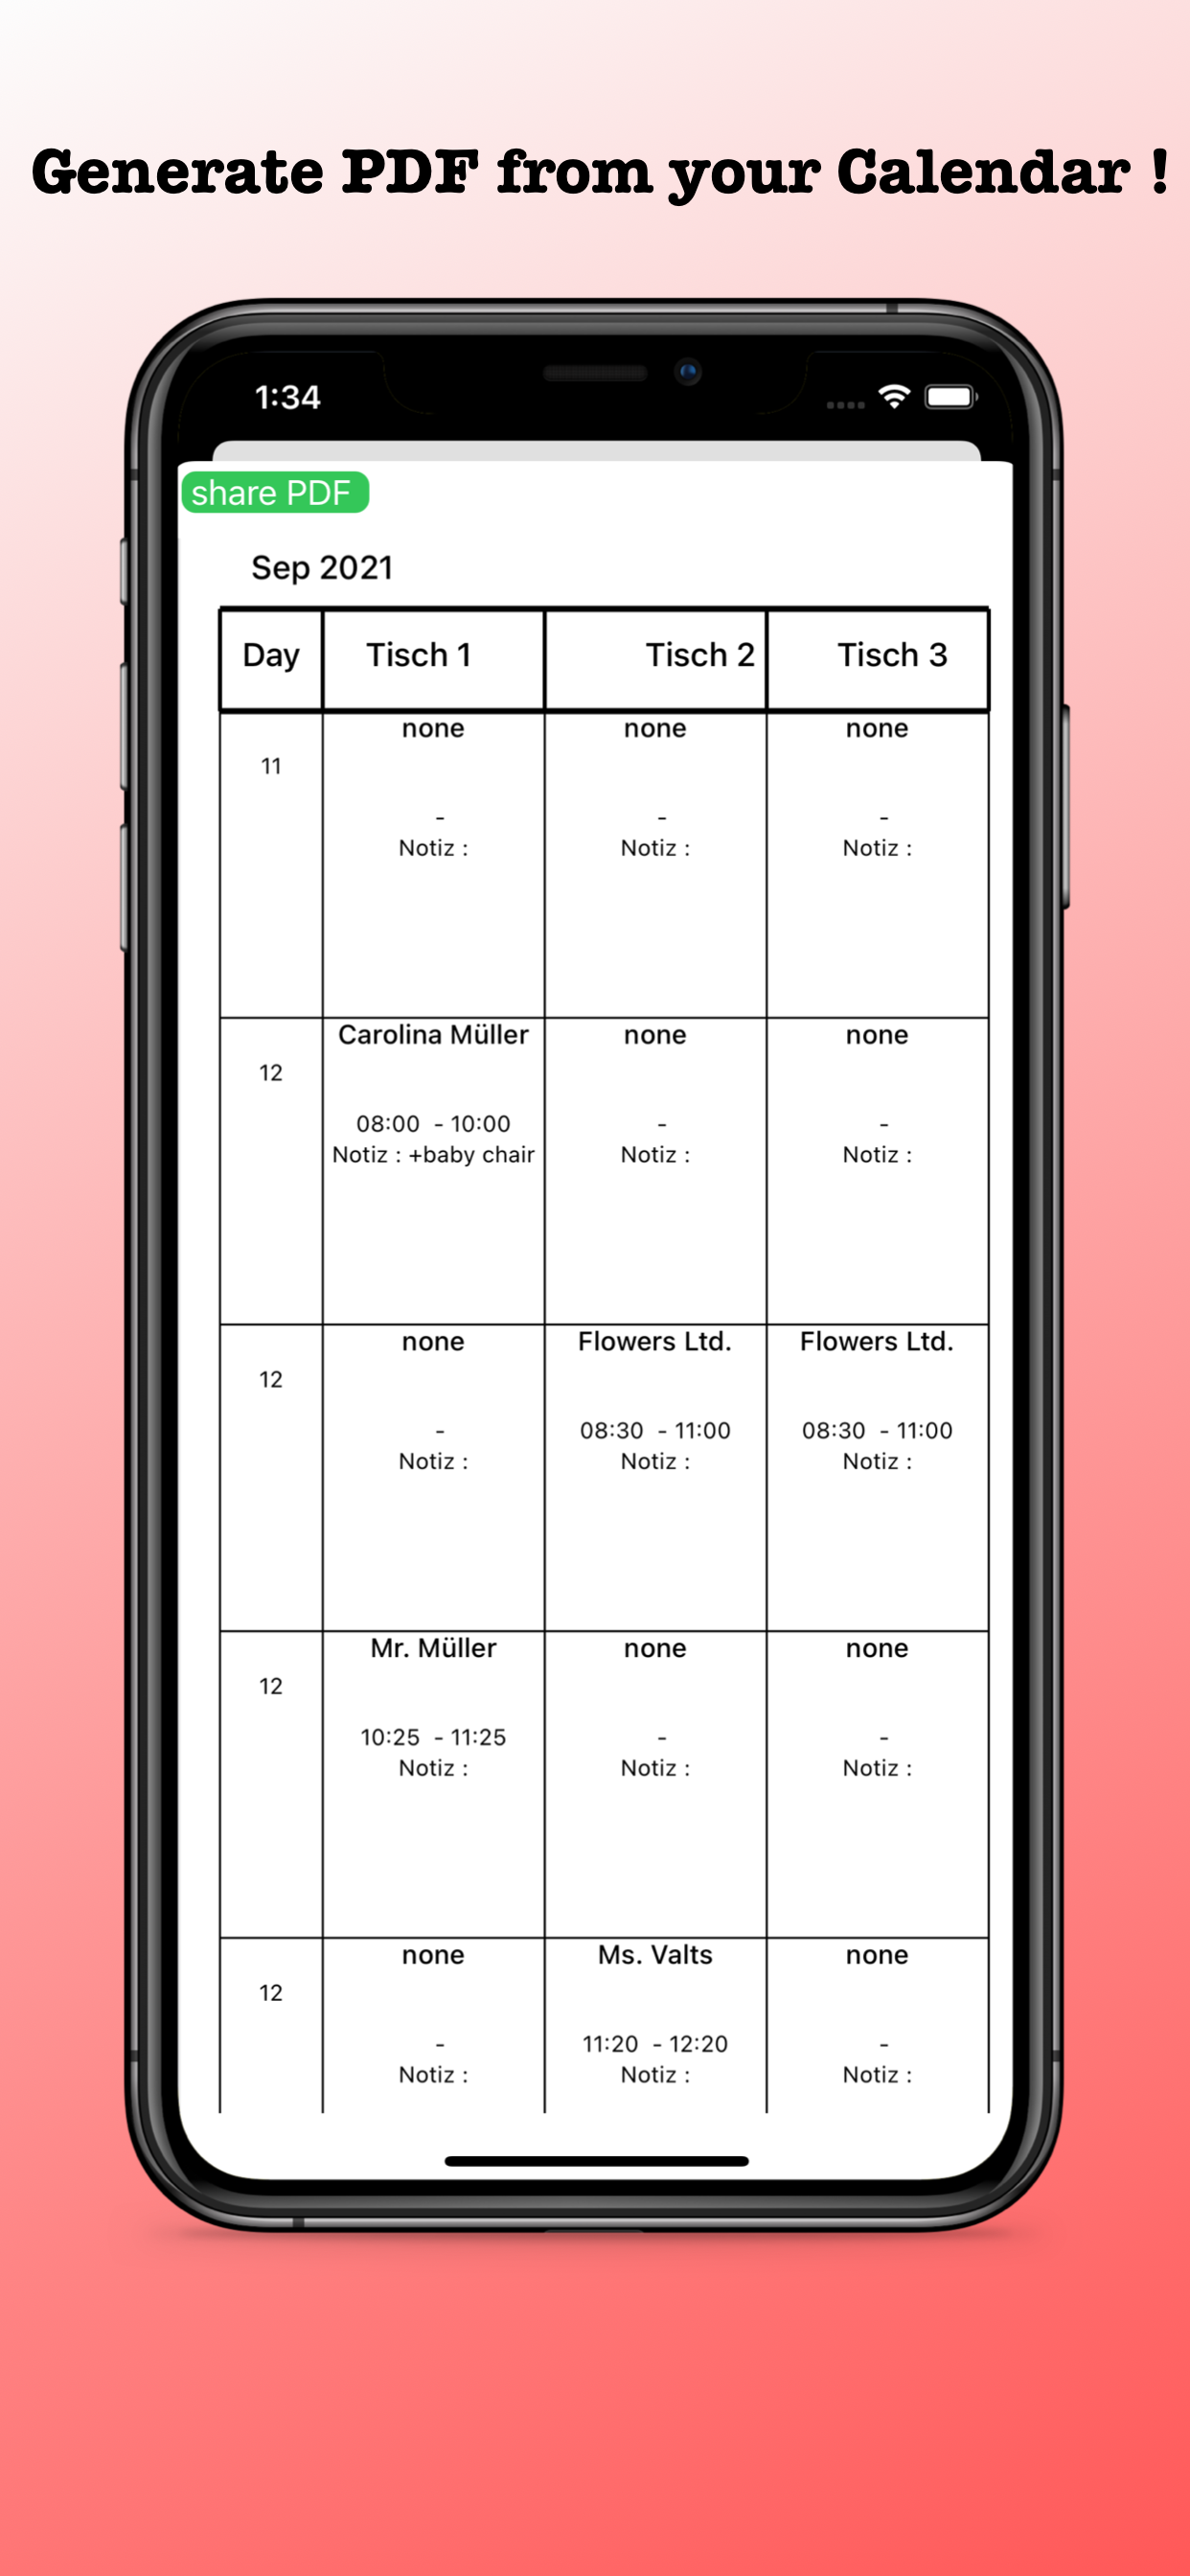 Generate PDF from your Calendar !
1:34
share PDF
Sep 2021
Day Tisch 1 Tisch 2 Tisch 3
none none none
11
- - -
Notiz : Notiz : Notiz :
Carolina Müller none none
12
08:00 - 10:00 - -
Notiz : +baby chair Notiz : Notiz :
none Flowers Ltd. Flowers Ltd.
12
- 08:30 - 11:00 08:30 - 11:00
Notiz : Notiz : Notiz :
Mr. Müller none none
12
10:25 - 11:25 - -
Notiz : Notiz : Notiz :
none Ms. Valts none
12
- 11:20 - 12:20 -
Notiz : Notiz : Notiz :